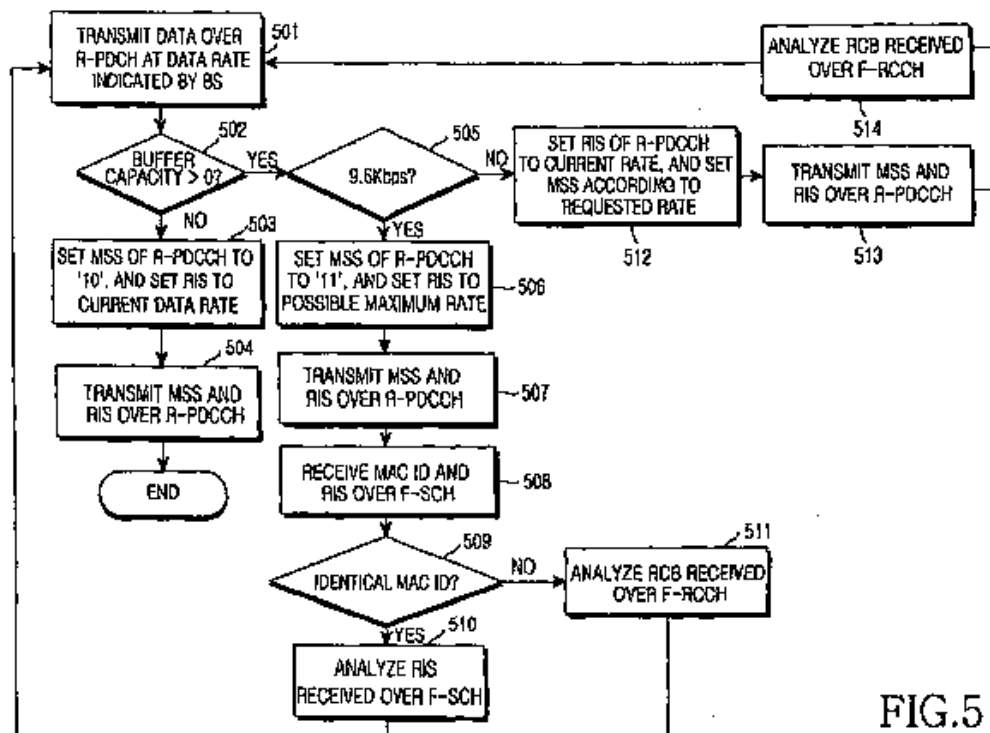 TRANSMIT DATA OVER
R-PDCH AT DATA RATE
INDICATED BY BS
501
BUFFER
CAPACITY > 0?
502
YES
NO
SET MSS OF R-PDCCH TO
'10', AND SET RIS TO
CURRENT DATA RATE
503
TRANSMIT MSS AND
RIS OVER R-PDCCH
504
END
9.6Kbps?
505
NO
YES
SET MSS OF R-PDCCH
TO '11', AND SET RIS TO
POSSIBLE MAXIMUM RATE
506
TRANSMIT MSS AND
RIS OVER R-PDCCH
507
RECEIVE MAC ID AND
RIS OVER F-SCH
508
IDENTICAL MAC ID?
509
NO
YES
ANALYZE RIS
RECEIVED OVER F-SCH
510
ANALYZE RCB RECEIVED
OVER F-RCCH
511
SET RIS OF R-PDCCH
TO CURRENT RATE, AND SET
MSS ACCORDING TO
REQUESTED RATE
512
TRANSMIT MSS AND
RIS OVER R-PDCCH
513
ANALYZE RCB RECEIVED
OVER F-RCCH
514
FIG.5